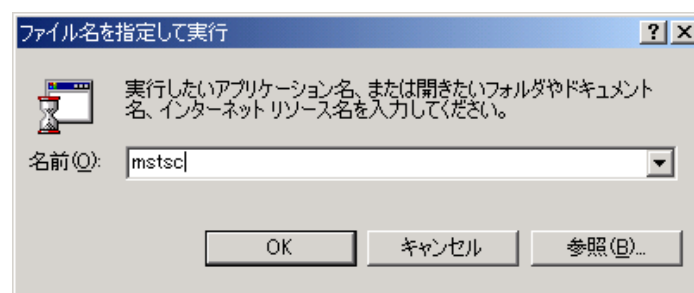 ファイル名を指定して実行
実行したいアプリケーション名、または開きたいフォルダやドキュメント
名、インターネット リソース名を入力してください。
名前(O): mstsc
OK キャンセル 参照(B)...